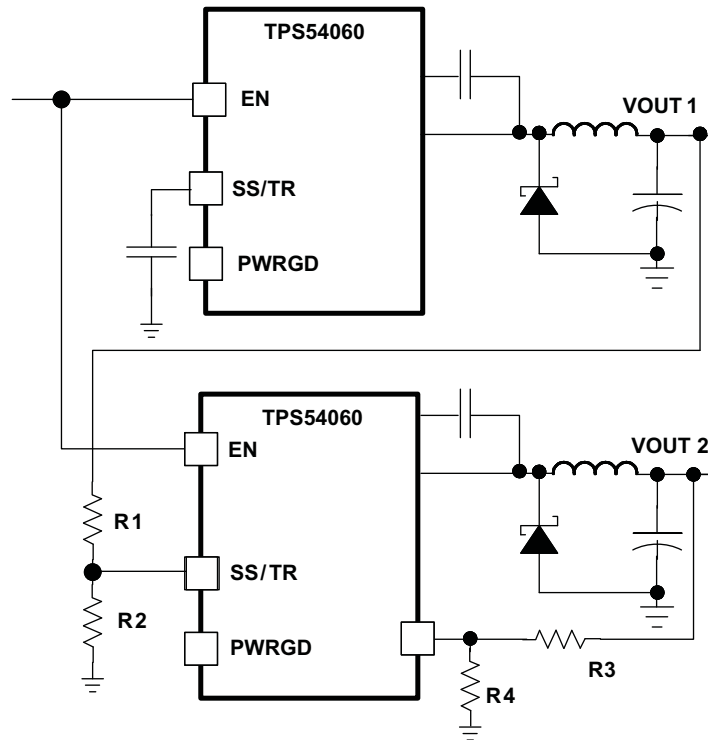 TPS54060
EN
VOUT 1
SS/TR
PWRGD
TPS54060
EN
VOUT 2
R1
SS/TR
R2
PWRGD
R3
R4